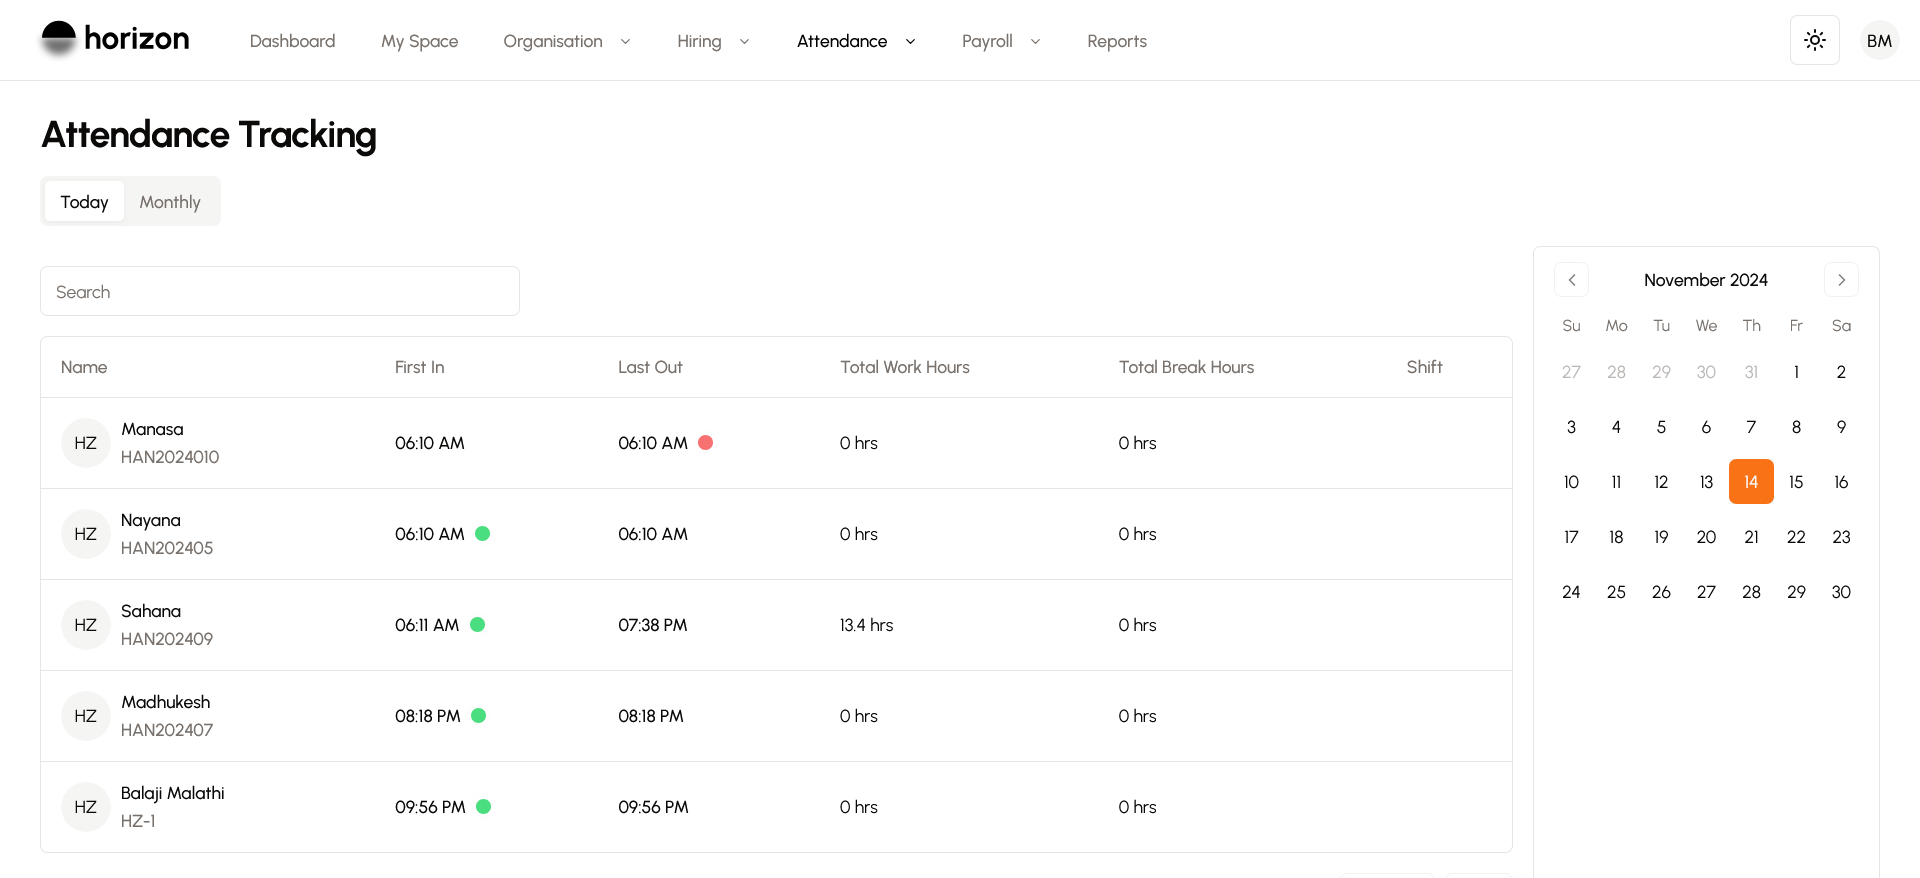 horizon
Dashboard My Space Organisation Hiring Attendance Payroll Reports BM
Attendance Tracking
Today Monthly
Search
Name First In Last Out Total Work Hours Total Break Hours Shift
HZ Manasa HAN2024010 06:10 AM 06:10 AM 0 hrs 0 hrs
HZ Nayana HAN202405 06:10 AM 06:10 AM 0 hrs 0 hrs
HZ Sahana HAN202409 06:11 AM 07:38 PM 13.4 hrs 0 hrs
HZ Madhukesh HAN202407 08:18 PM 08:18 PM 0 hrs 0 hrs
HZ Balaji Malathi HZ-1 09:56 PM 09:56 PM 0 hrs 0 hrs
November 2024
Su Mo Tu We Th Fr Sa
27 28 29 30 31 1 2
3 4 5 6 7 8 9
10 11 12 13 14 15 16
17 18 19 20 21 22 23
24 25 26 27 28 29 30